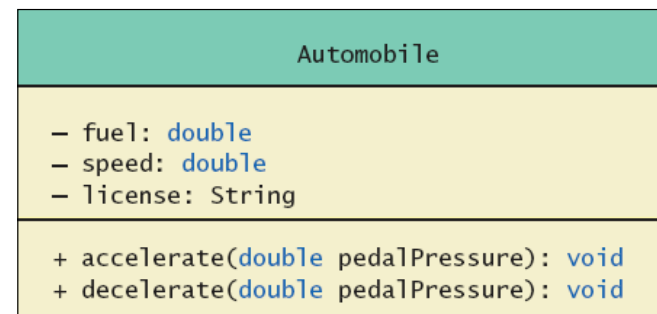 Automobile
– fuel: double
– speed: double
– license: String
+ accelerate(double pedalPressure): void
+ decelerate(double pedalPressure): void